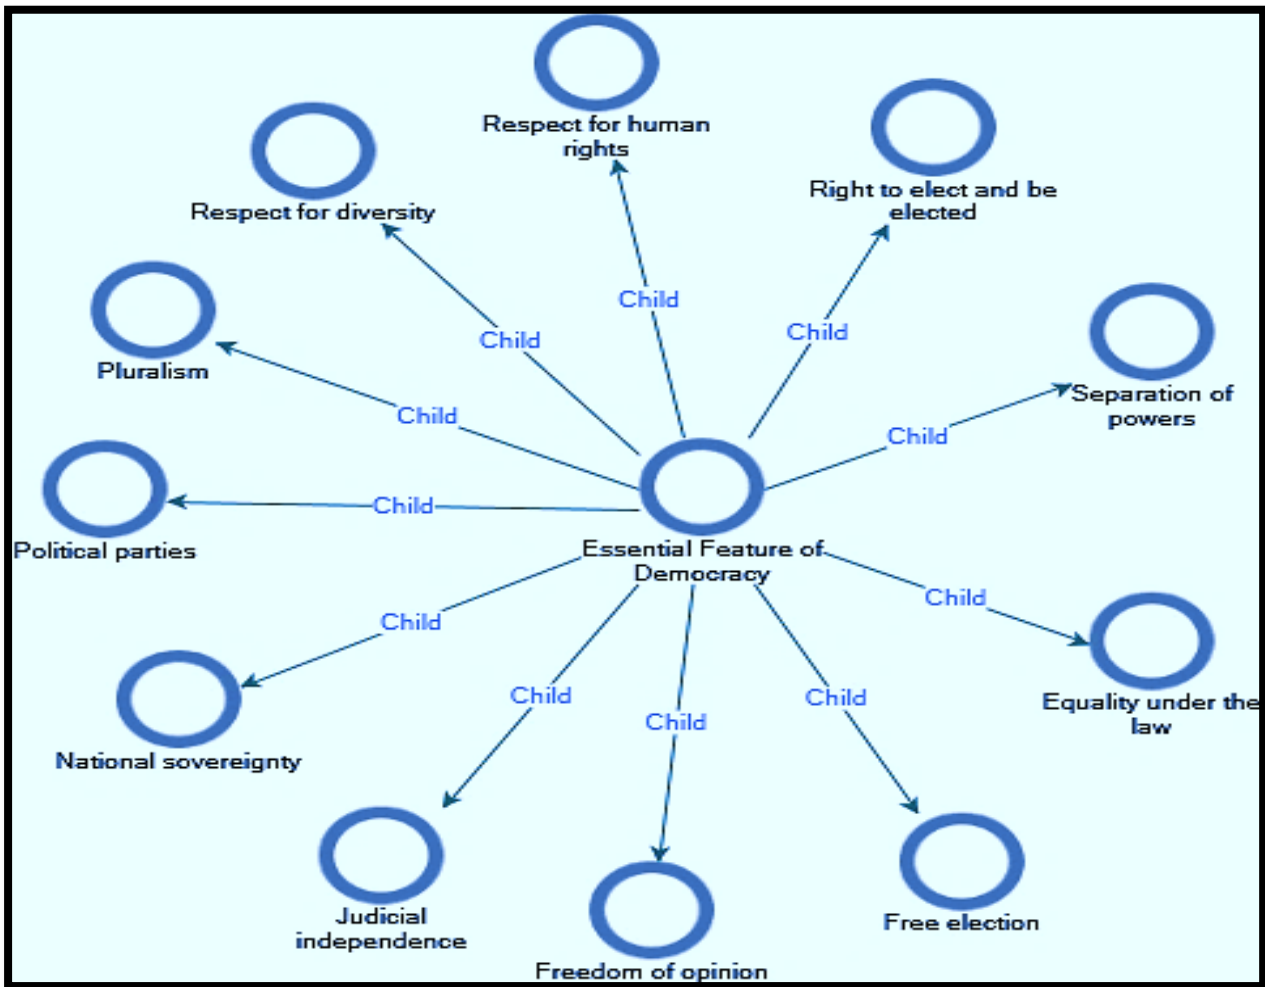 Respect for human
rights
Right to elect and be
elected
Respect for diversity
Child
Child
Child
Pluralism
Separation of
powers
Child
Child
Child
Political parties
Essential Feature of
Democracy
Child
Child
Child
Child
Child
Equality under the
law
National sovereignty
Judicial
independence
Free election
Freedom of opinion